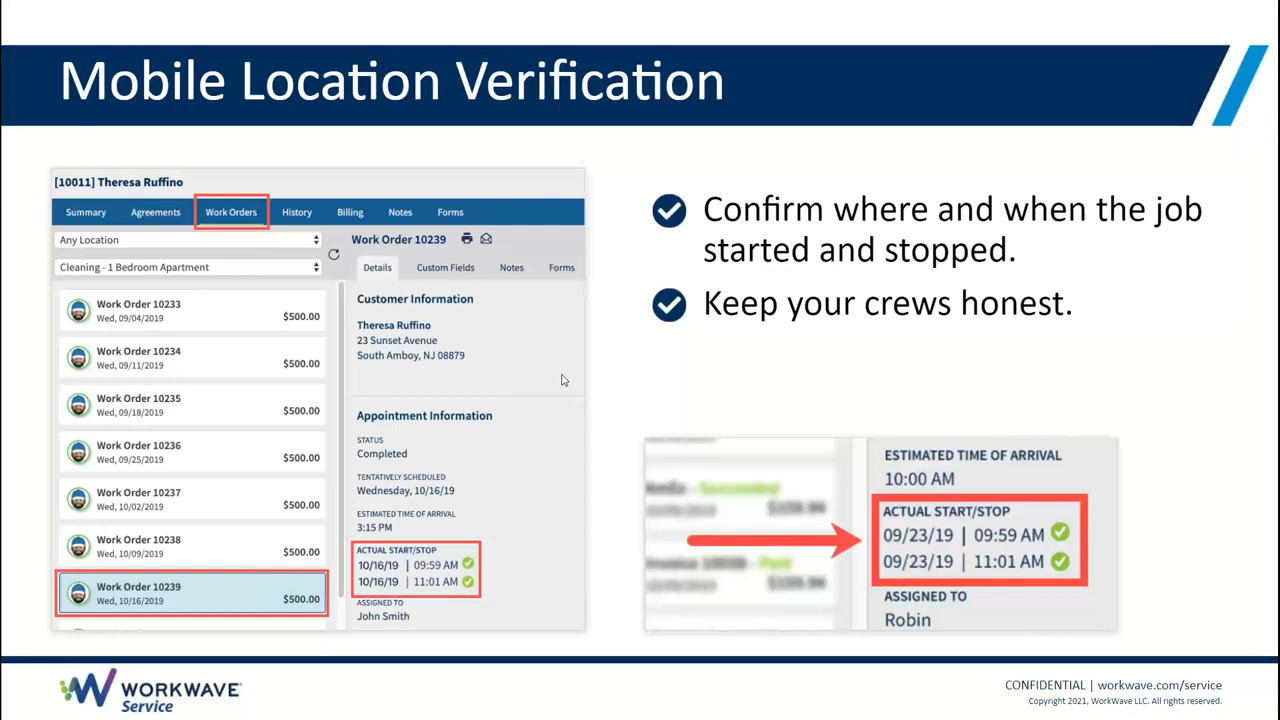 Mobile Location Verification
[10011] Theresa Ruffino
Summary Agreements Work Orders History Billing Notes Forms
Any Location
Cleaning - 1 Bedroom Apartment
Work Order 10233
Wed, 09/04/2019
$500.00
Work Order 10234
Wed, 09/11/2019
$500.00
Work Order 10235
Wed, 09/18/2019
$500.00
Work Order 10236
Wed, 09/25/2019
$500.00
Work Order 10237
Wed, 10/02/2019
$500.00
Work Order 10238
Wed, 10/09/2019
$500.00
Work Order 10239
Wed, 10/16/2019
$500.00
Work Order 10239
Details Custom Fields Notes Forms
Customer Information
Theresa Ruffino
23 Sunset Avenue
South Amboy, NJ 08879
Appointment Information
STATUS
Completed
TENTATIVELY SCHEDULED
Wednesday, 10/16/19
ESTIMATED TIME OF ARRIVAL
3:15 PM
ACTUAL START/STOP
10/16/19 | 09:59 AM
10/16/19 | 11:01 AM
ASSIGNED TO
John Smith
Confirm where and when the job
started and stopped.
Keep your crews honest.
ESTIMATED TIME OF ARRIVAL
10:00 AM
ACTUAL START/STOP
09/23/19 | 09:59 AM
09/23/19 | 11:01 AM
ASSIGNED TO
Robin
WORKWAVE
Service
CONFIDENTIAL | workwave.com/service
Copyright 2021, WorkWave LLC. All rights reserved.